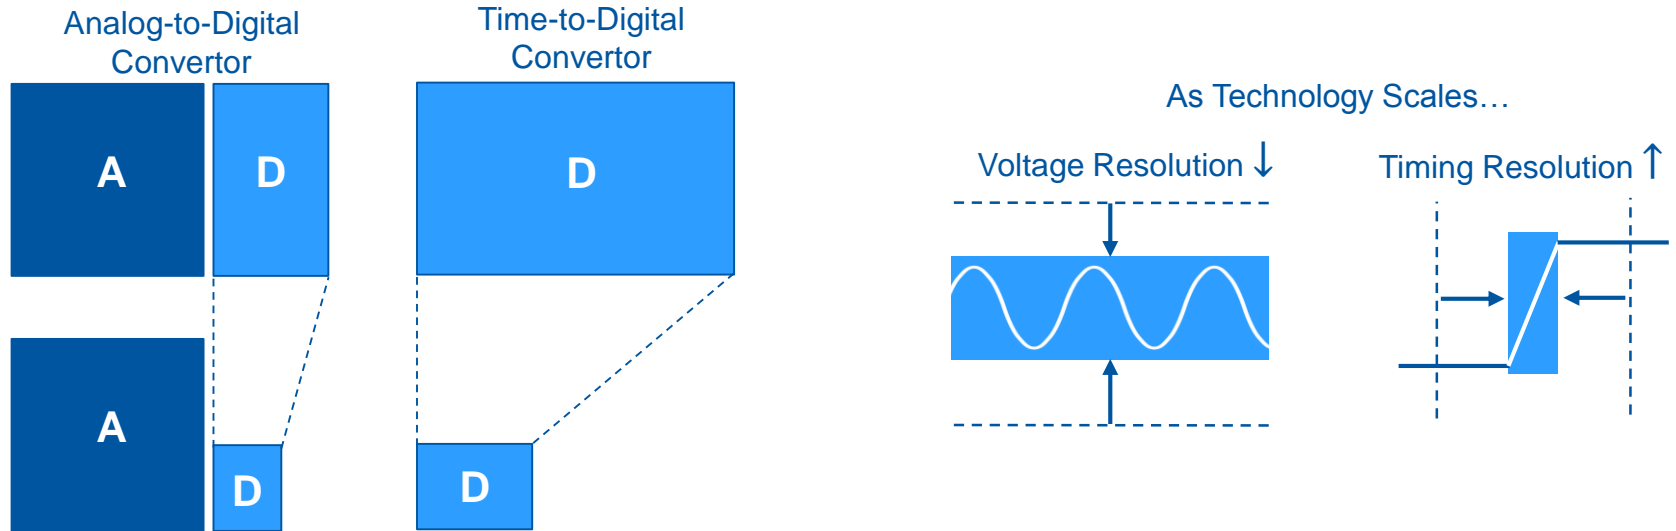 Analog-to-Digital
Convertor
A
D
A
D
Time-to-Digital
Convertor
D
D
As Technology Scales…
Voltage Resolution ↓
Timing Resolution ↑